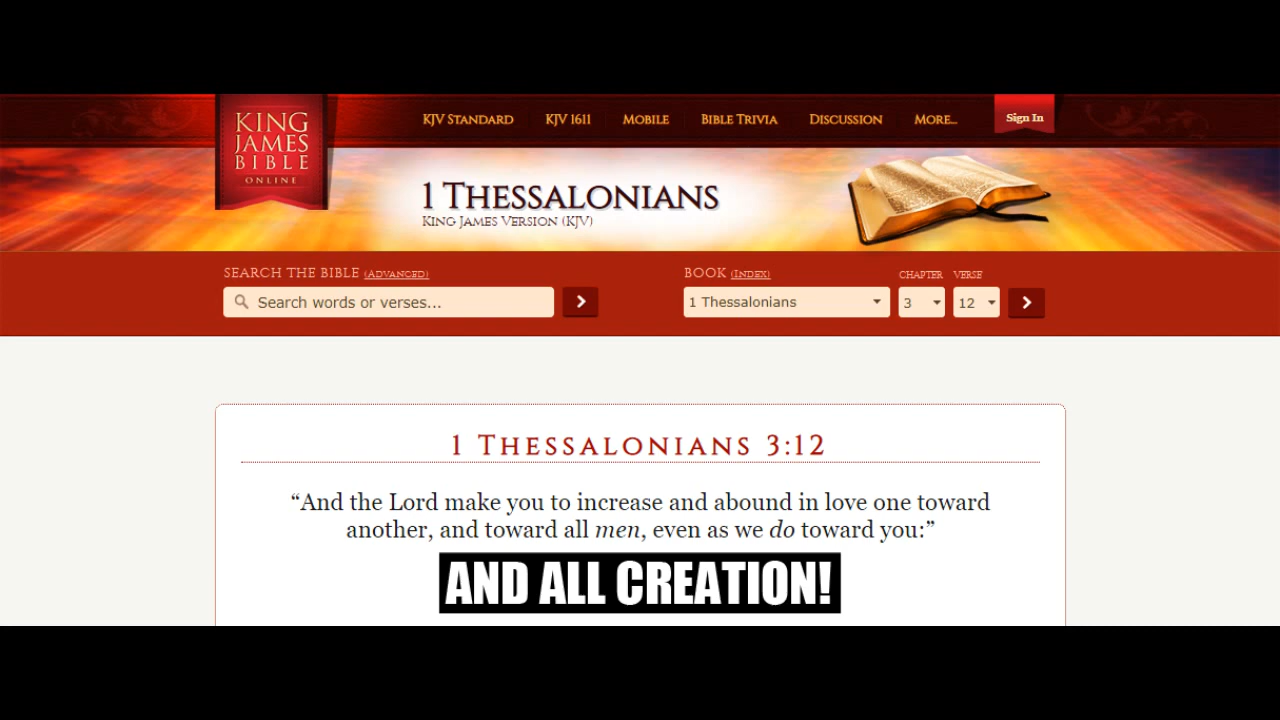 KING
JAMES
BIBLE
ONLINE
KJV STANDARD KJV 1611 MOBILE BIBLE TRIVIA DISCUSSION MORE... Sign In
1 THESSALONIANS
KING JAMES VERSION (KJV)
SEARCH THE BIBLE (ADVANCED) BOOK (INDEX) CHAPTER VERSE
Search words or verses... 1 Thessalonians 3 12
1 THESSALONIANS 3:12
“And the Lord make you to increase and abound in love one toward
another, and toward all men, even as we do toward you:”
AND ALL CREATION!